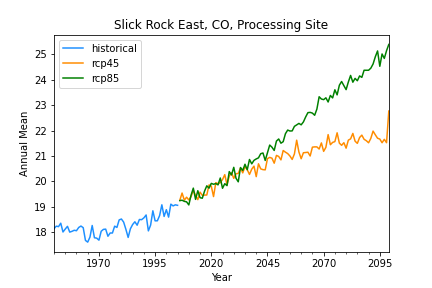 Slick Rock East, CO, Processing Site
historical
rcp45
rcp85
Annual Mean
25
24
23
22
21
20
19
18
1970
1995
2020
2045
2070
2095
Year